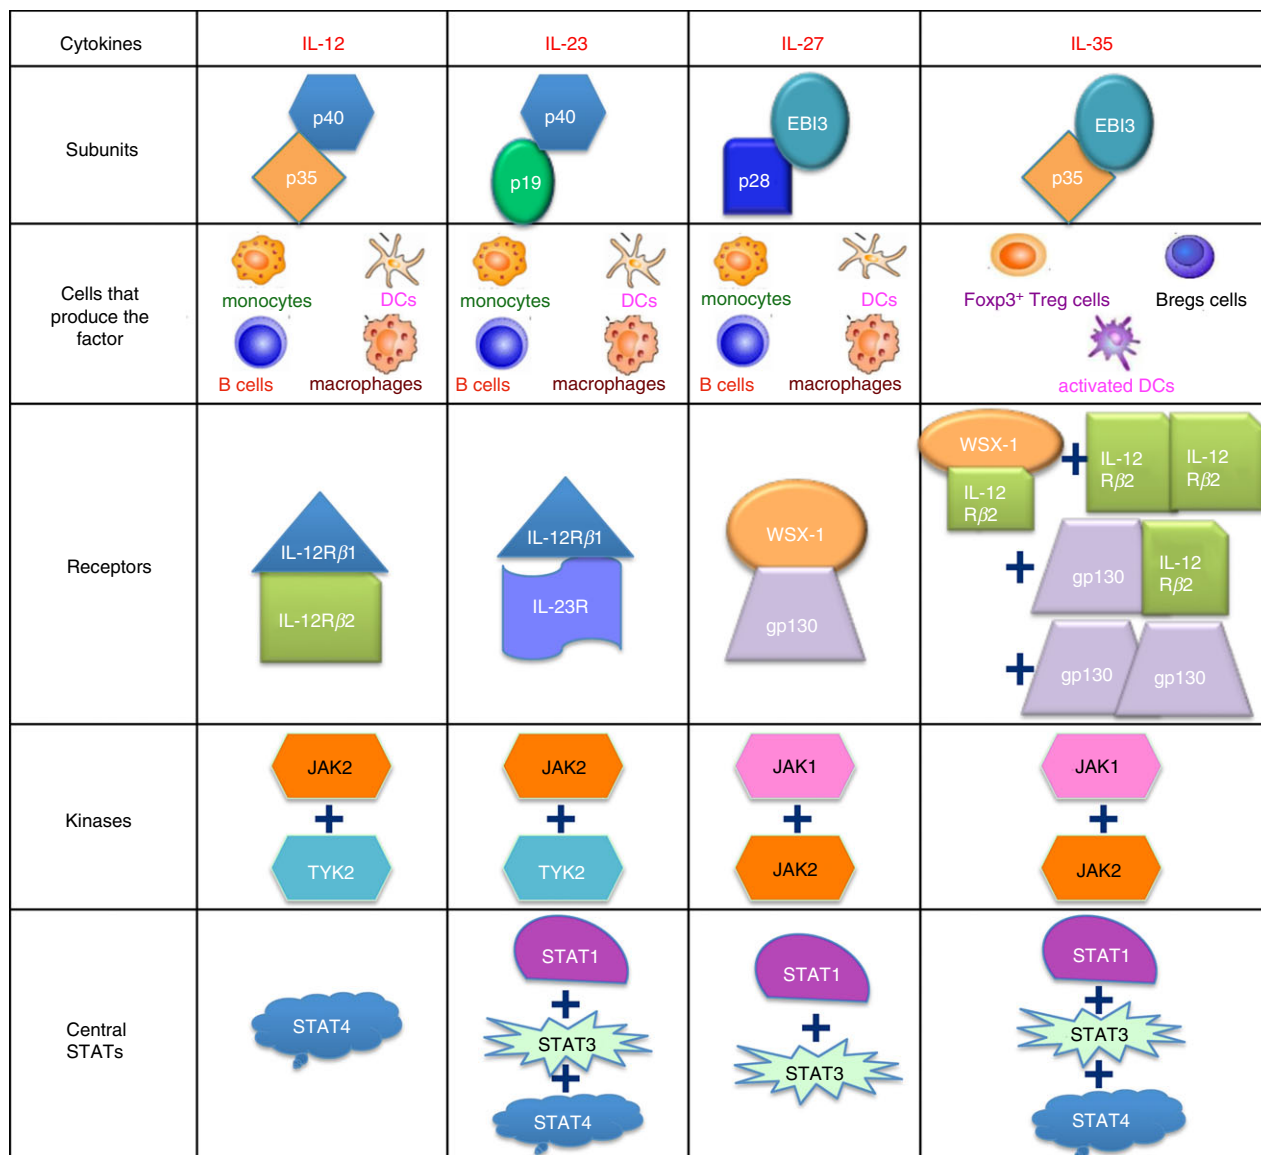 Cytokines
IL-12
IL-23
IL-27
IL-35
Subunits
p40
p35
p40
p19
EBI3
p28
EBI3
p35
Cells that
produce the
factor
monocytes
DCs
B cells
macrophages
monocytes
DCs
B cells
macrophages
monocytes
DCs
B cells
macrophages
Foxp3⁺ Treg cells
Bregs cells
activated DCs
Receptors
IL-12Rβ1
IL-12Rβ2
IL-12Rβ1
IL-23R
WSX-1
gp130
WSX-1
IL-12
Rβ2
+
IL-12
Rβ2
IL-12
Rβ2
+
gp130
IL-12
Rβ2
+
gp130
gp130
Kinases
JAK2
+
TYK2
JAK2
+
TYK2
JAK1
+
JAK2
JAK1
+
JAK2
Central
STATs
STAT4
STAT1
+
STAT3
+
STAT4
STAT1
+
STAT3
STAT1
+
STAT3
+
STAT4